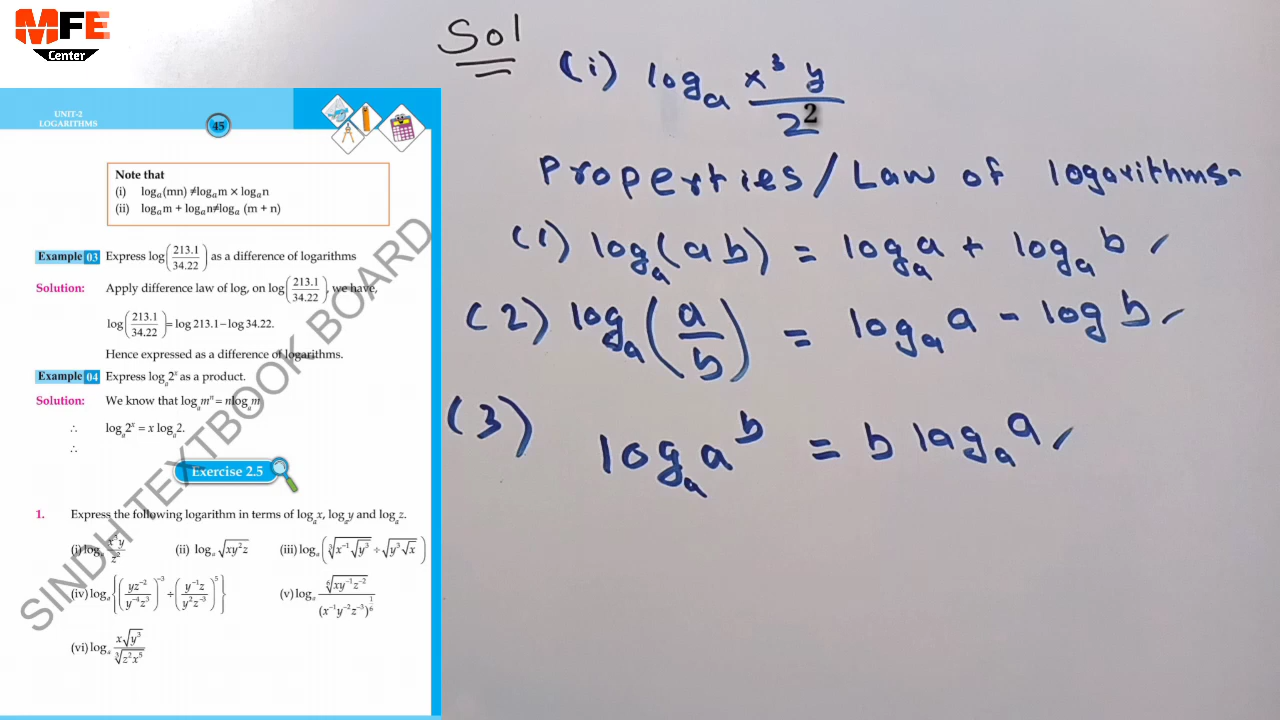 MFE
Center
UNIT-2
LOGARITHMS
45
Note that
(i) logₐ(mn) ≠logₐm × logₐn
(ii) logₐm + logₐn≠logₐ (m + n)
Example 03 Express log(213.1/34.22) as a difference of logarithms
Solution: Apply difference law of log, on log(213.1/34.22), we have,
log(213.1/34.22) = log 213.1 – log 34.22.
Hence expressed as a difference of logarithms.
Example 04 Express logₐ2ˣ as a product.
Solution: We know that logₐmⁿ = nlogₐm
∴ logₐ2ˣ = x logₐ2.
∴
Exercise 2.5
1. Express the following logarithm in terms of logₐx, logₐy and logₐz.
(i) logₐ x³y/z² (ii) logₐ √(xy²z) (iii) logₐ(∛(x⁻¹√y³) ÷ √(y³√x))
(iv) logₐ{(yz⁻²/y⁻⁴z³)⁻³ ÷ (y⁻¹z/y²z⁻³)⁵} (v) logₐ ⁶√(xy⁻¹z⁻²)/(x⁻¹y⁻²z⁻³)^(1/6)
(vi) logₐ x√y³/∛(z²x⁵)
SINDH TEXTBOOK BOARD
Sol
(i) logₐ x³ y/z²
Properties/Law of logarithms-
(1) logₐ(ab) = logₐa + logₐb
(2) logₐ(a/b) = logₐa - log b
(3) logₐaᵇ = b lagₐa